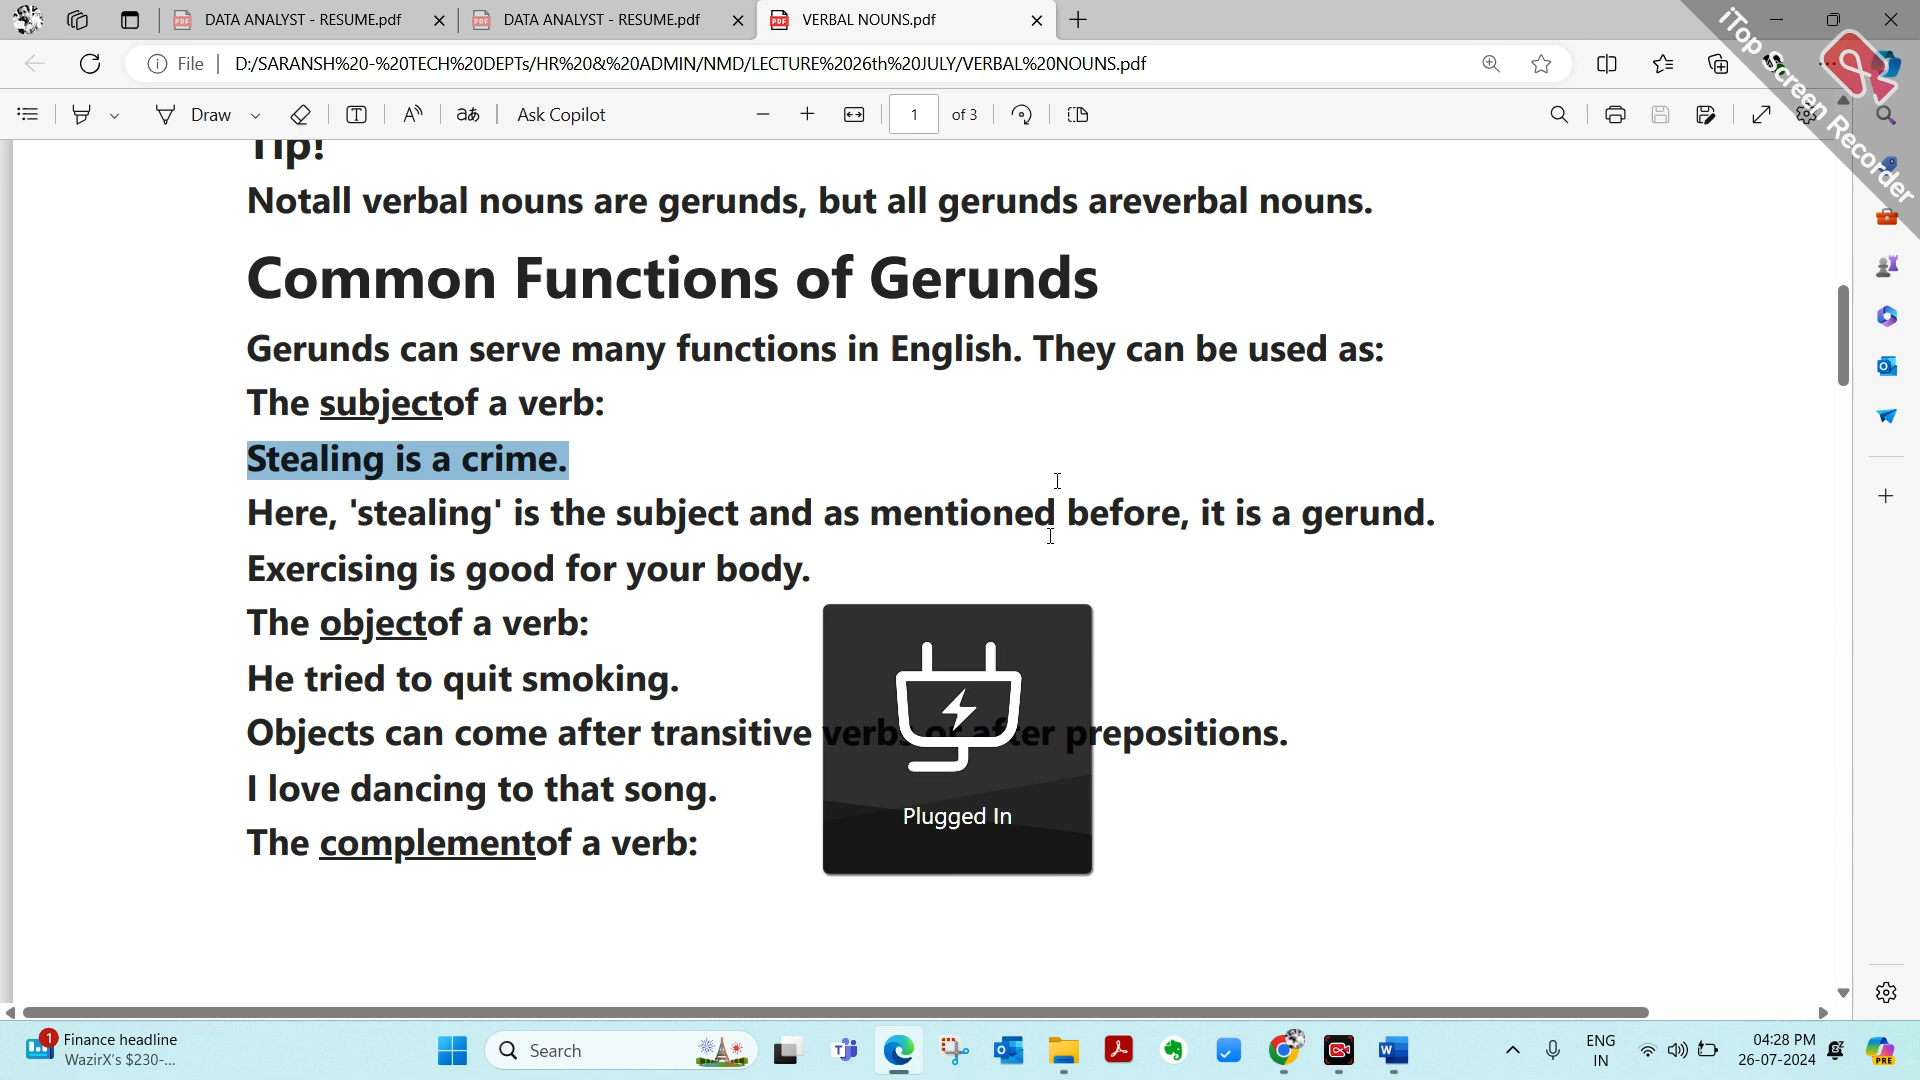 DATA ANALYST - RESUME.pdf
DATA ANALYST - RESUME.pdf
VERBAL NOUNS.pdf
File
D:/SARANSH%20-%20TECH%20DEPTs/HR%20&%20ADMIN/NMD/LECTURE%2026th%20JULY/VERBAL%20NOUNS.pdf
iTop Screen Recorder
Draw
Ask Copilot
1
of 3
Tip!
Notall verbal nouns are gerunds, but all gerunds areverbal nouns.
Common Functions of Gerunds
Gerunds can serve many functions in English. They can be used as:
The subjectof a verb:
Stealing is a crime.
Here, 'stealing' is the subject and as mentioned before, it is a gerund.
Exercising is good for your body.
The objectof a verb:
He tried to quit smoking.
Objects can come after transitive verbs or after prepositions.
I love dancing to that song.
The complementof a verb:
Plugged In
1
Finance headline
WazirX's $230-...
Search
ENG
IN
04:28 PM
26-07-2024
PRE